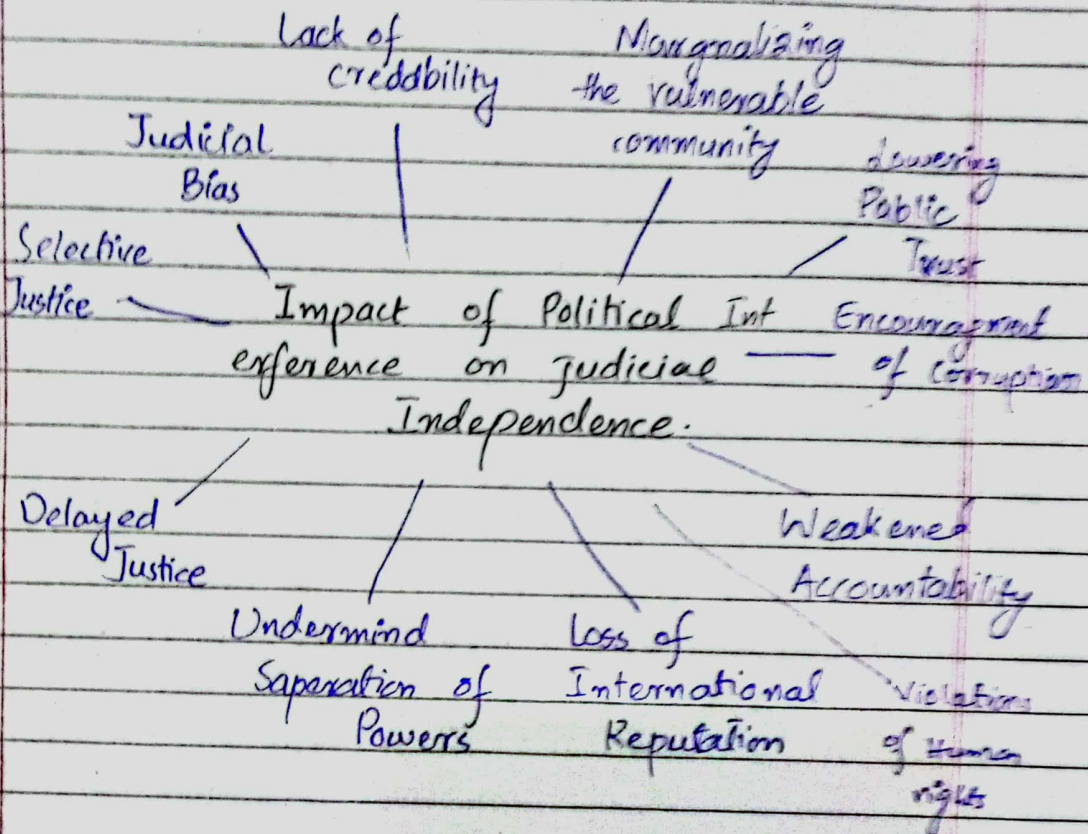 Lack of
creddbility
Marginalizing
the vulnerable
community
Judicial
Bias
Lowering
Public
Trust
Selective
Justice
Impact of Political Int
erference on judicial
Independence.
Encouragment
of Corruption
Delayed
Justice
Undermind
Saparation of
Powers
Loss of
International
Reputation
Weakened
Accountability
Violations
of Human
rights